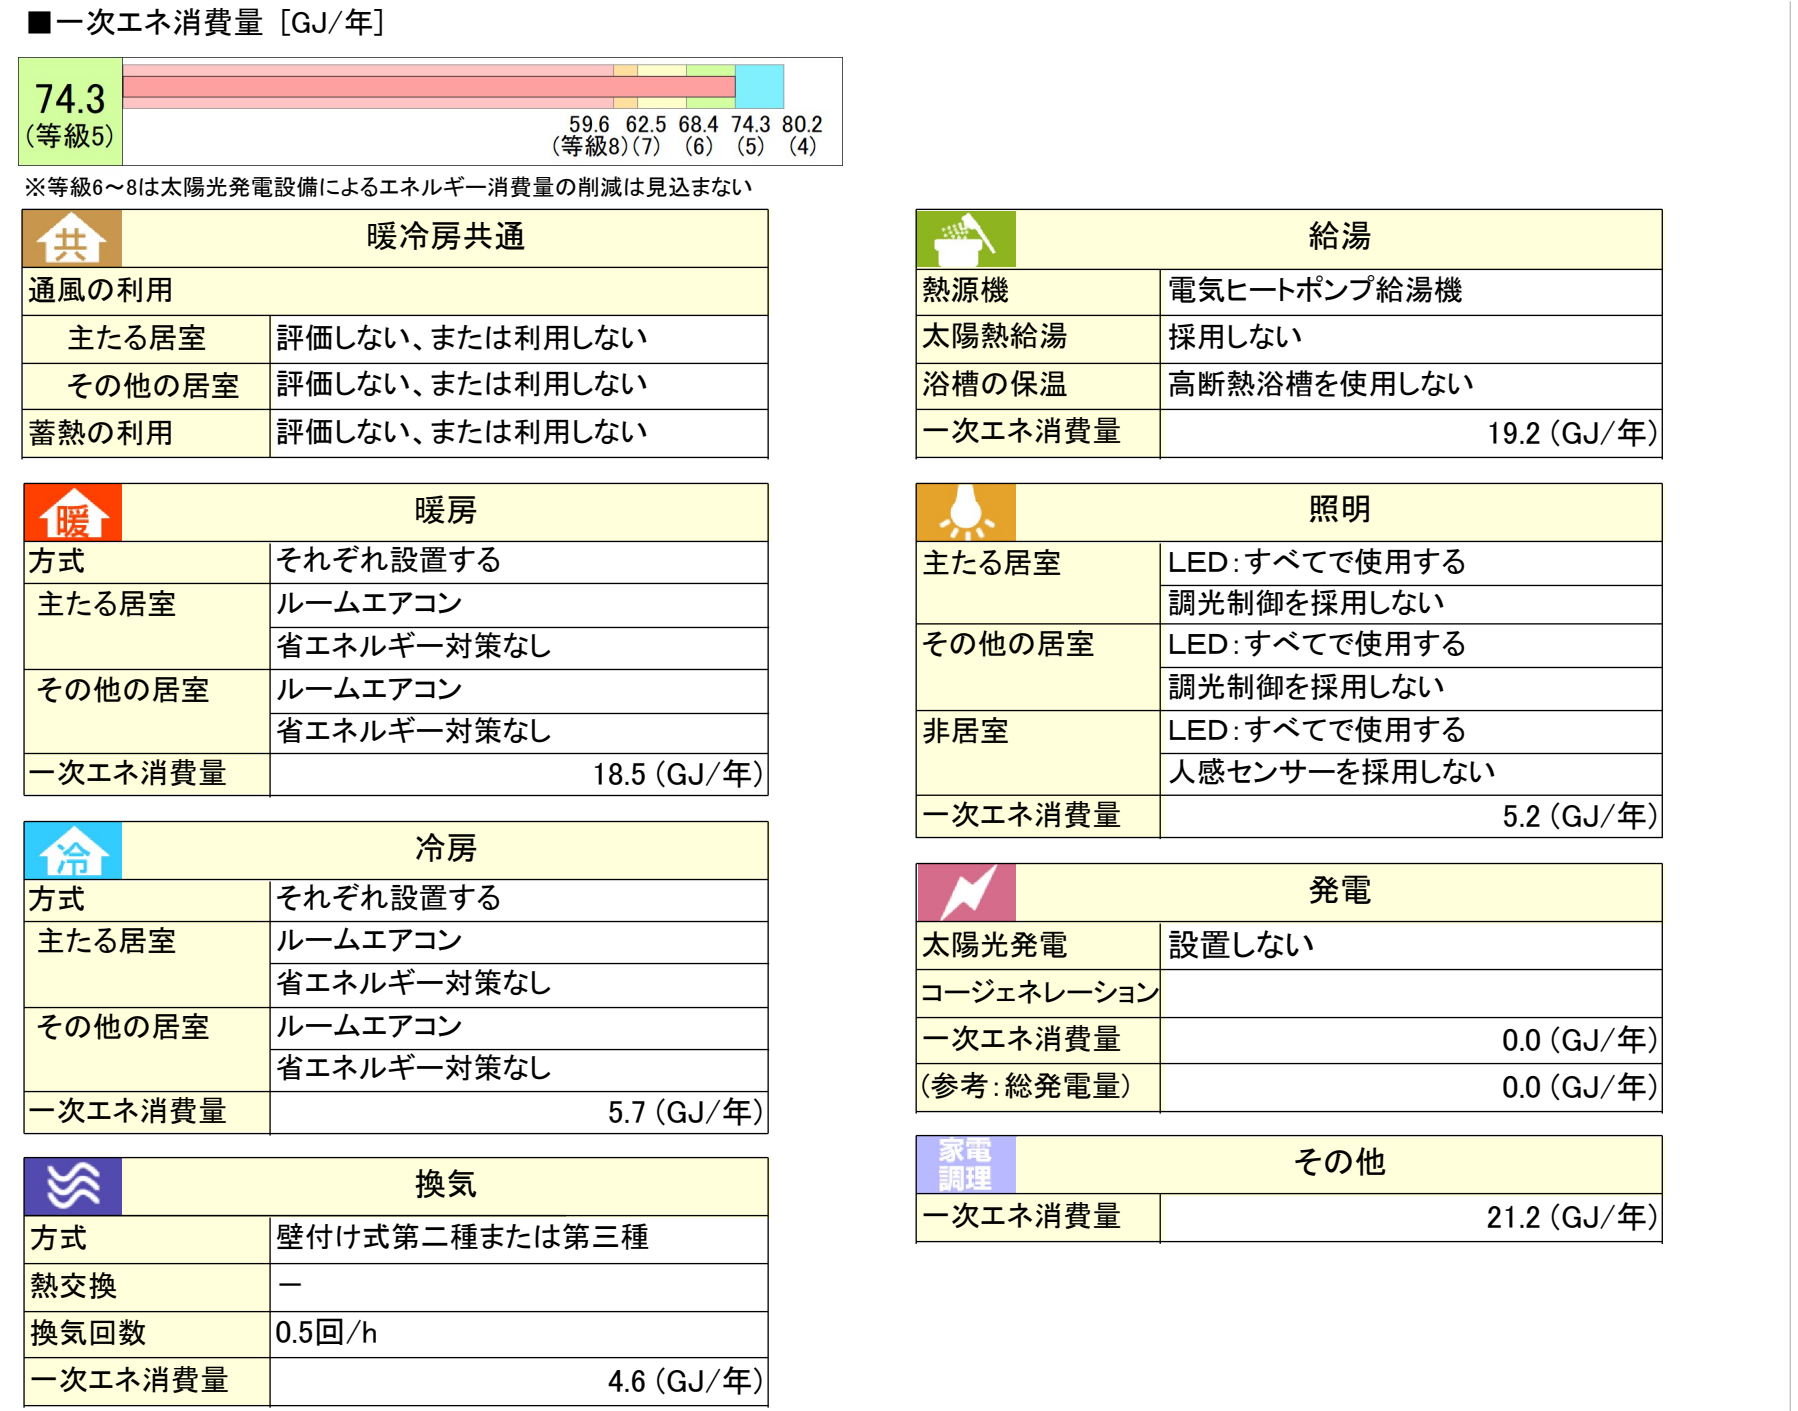 ■一次エネ消費量 [GJ/年]
74.3
(等級5)
59.6 62.5 68.4 74.3 80.2
(等級8)(7) (6) (5) (4)
※等級6～8は太陽光発電設備によるエネルギー消費量の削減は見込まない
共 暖冷房共通
通風の利用
主たる居室 評価しない、または利用しない
その他の居室 評価しない、または利用しない
蓄熱の利用 評価しない、または利用しない
暖 暖房
方式 それぞれ設置する
主たる居室 ルームエアコン
省エネルギー対策なし
その他の居室 ルームエアコン
省エネルギー対策なし
一次エネ消費量 18.5 (GJ/年)
冷 冷房
方式 それぞれ設置する
主たる居室 ルームエアコン
省エネルギー対策なし
その他の居室 ルームエアコン
省エネルギー対策なし
一次エネ消費量 5.7 (GJ/年)
換気
方式 壁付け式第二種または第三種
熱交換 －
換気回数 0.5回/h
一次エネ消費量 4.6 (GJ/年)
給湯
熱源機 電気ヒートポンプ給湯機
太陽熱給湯 採用しない
浴槽の保温 高断熱浴槽を使用しない
一次エネ消費量 19.2 (GJ/年)
照明
主たる居室 LED：すべてで使用する
調光制御を採用しない
その他の居室 LED：すべてで使用する
調光制御を採用しない
非居室 LED：すべてで使用する
人感センサーを採用しない
一次エネ消費量 5.2 (GJ/年)
発電
太陽光発電 設置しない
コージェネレーション
一次エネ消費量 0.0 (GJ/年)
(参考：総発電量) 0.0 (GJ/年)
家電
調理
その他
一次エネ消費量 21.2 (GJ/年)